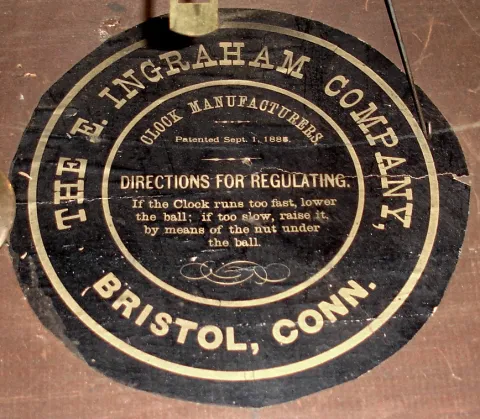 THE E. INGRAHAM COMPANY,
CLOCK MANUFACTURERS.
Patented Sept. 1, 1885.
DIRECTIONS FOR REGULATING.
If the Clock runs too fast, lower
the ball; if too slow, raise it,
by means of the nut under
the ball.
BRISTOL, CONN.